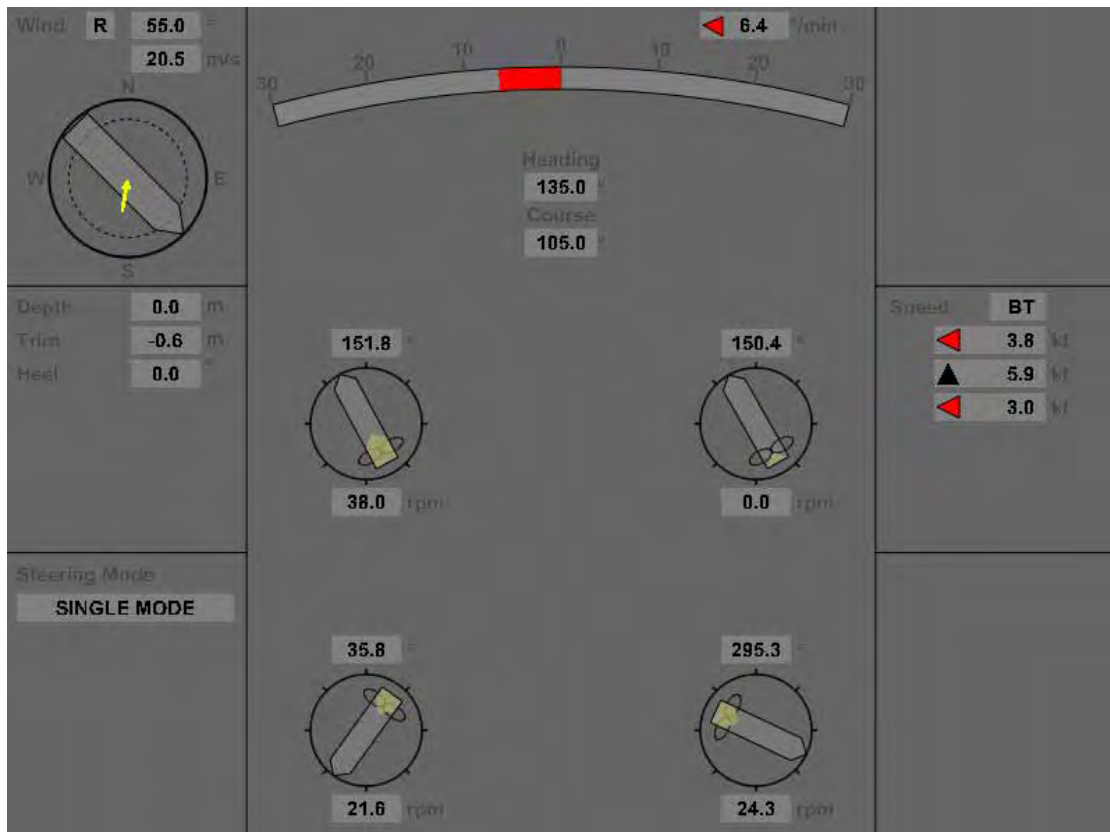 Wind R 55.0 °
20.5 m/s
N
W E
S
6.4 °/min
30 20 10 0 10 20 30
Heading
135.0 °
Course
105.0 °
Depth 0.0 m
Trim -0.6 m
Heel 0.0 °
Speed BT
3.8 kt
5.9 kt
3.0 kt
151.8 °
38.0 rpm
150.4 °
0.0 rpm
Steering Mode
SINGLE MODE
35.8 °
21.6 rpm
295.3 °
24.3 rpm